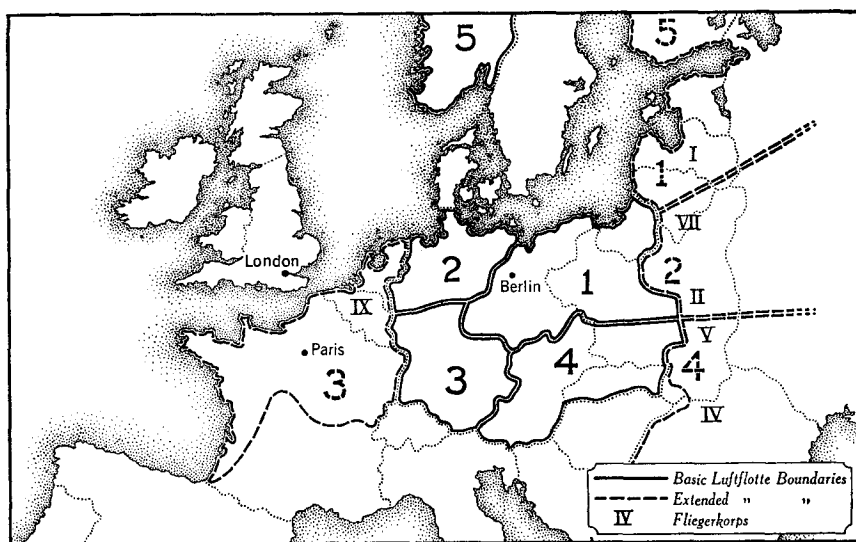 5
5
I
1
VII
London
2
Berlin
1
2
IX
II
V
Paris
4
4
3
3
IV
Basic Luftflotte Boundaries
Extended " "
IV Fliegerkorps